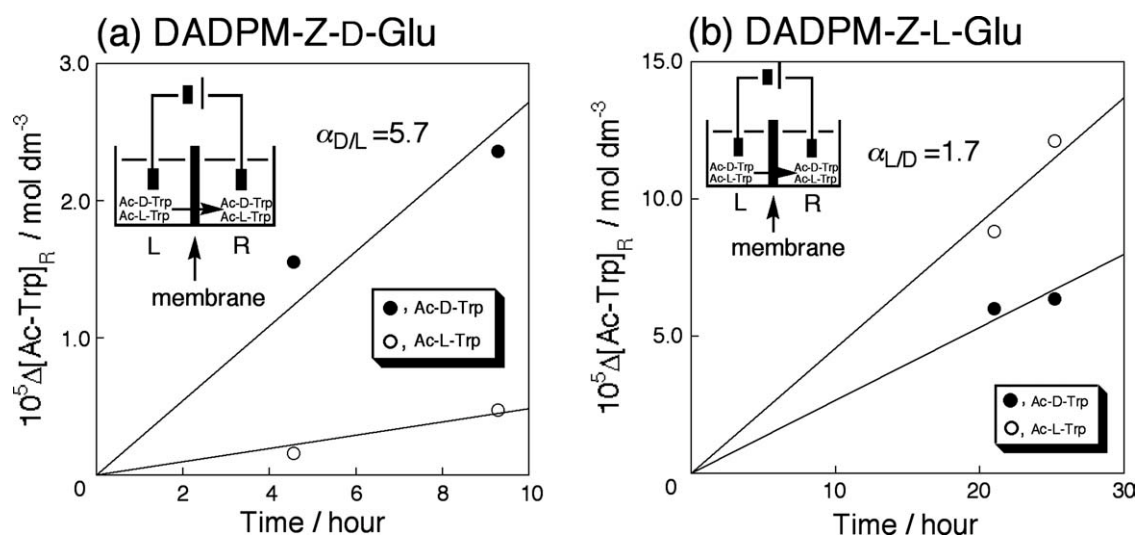 (a) DADPM-Z-D-Glu
3.0
2.0
1.0
0
0
2
4
6
8
10
10⁵Δ[Ac-Trp]R / mol dm⁻³
Time / hour
αD/L=5.7
Ac-D-Trp
Ac-L-Trp
Ac-D-Trp
Ac-L-Trp
L
R
membrane
●, Ac-D-Trp
○, Ac-L-Trp
(b) DADPM-Z-L-Glu
15.0
10.0
5.0
0
0
10
20
30
10⁵Δ[Ac-Trp]R / mol dm⁻³
Time / hour
αL/D=1.7
Ac-D-Trp
Ac-L-Trp
Ac-D-Trp
Ac-L-Trp
L
R
membrane
●, Ac-D-Trp
○, Ac-L-Trp